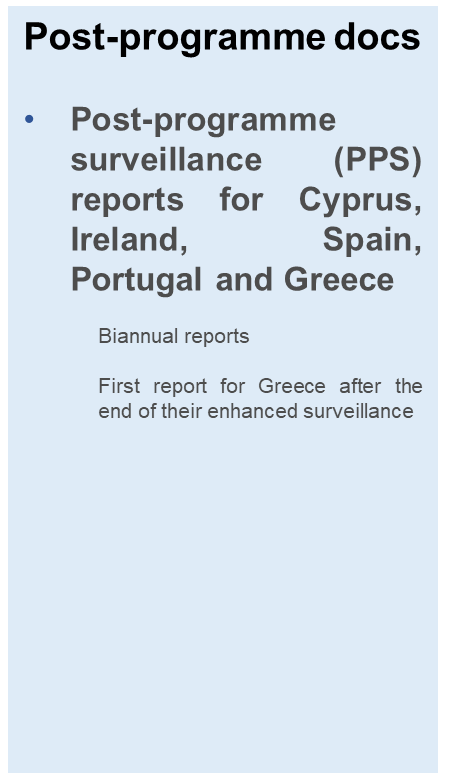 Post-programme docs
• Post-programme
surveillance (PPS)
reports for Cyprus,
Ireland, Spain,
Portugal and Greece
Biannual reports
First report for Greece after the
end of their enhanced surveillance